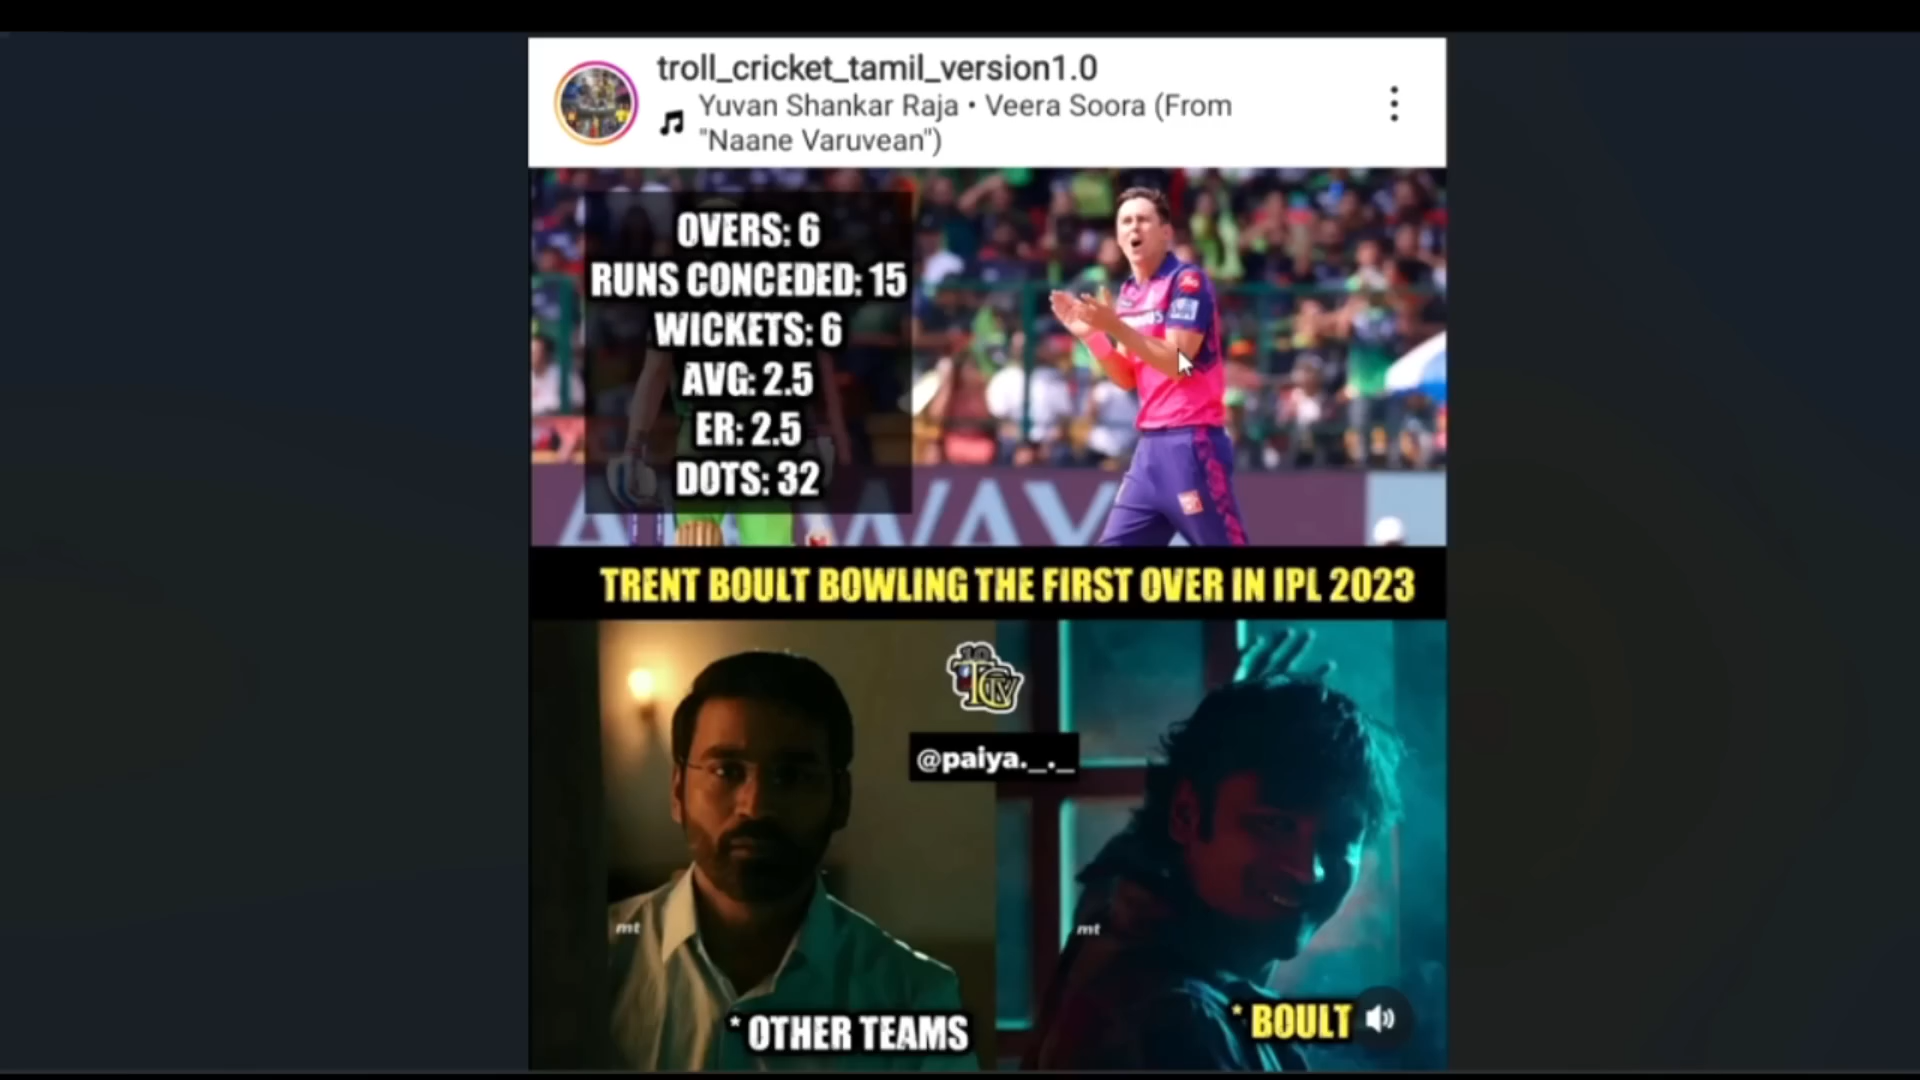 troll_cricket_tamil_version1.0
Yuvan Shankar Raja • Veera Soora (From
"Naane Varuvean")
OVERS: 6
RUNS CONCEDED: 15
WICKETS: 6
AVG: 2.5
ER: 2.5
DOTS: 32
TRENT BOULT BOWLING THE FIRST OVER IN IPL 2023
@paiya._._
mt
mt
* OTHER TEAMS
* BOULT